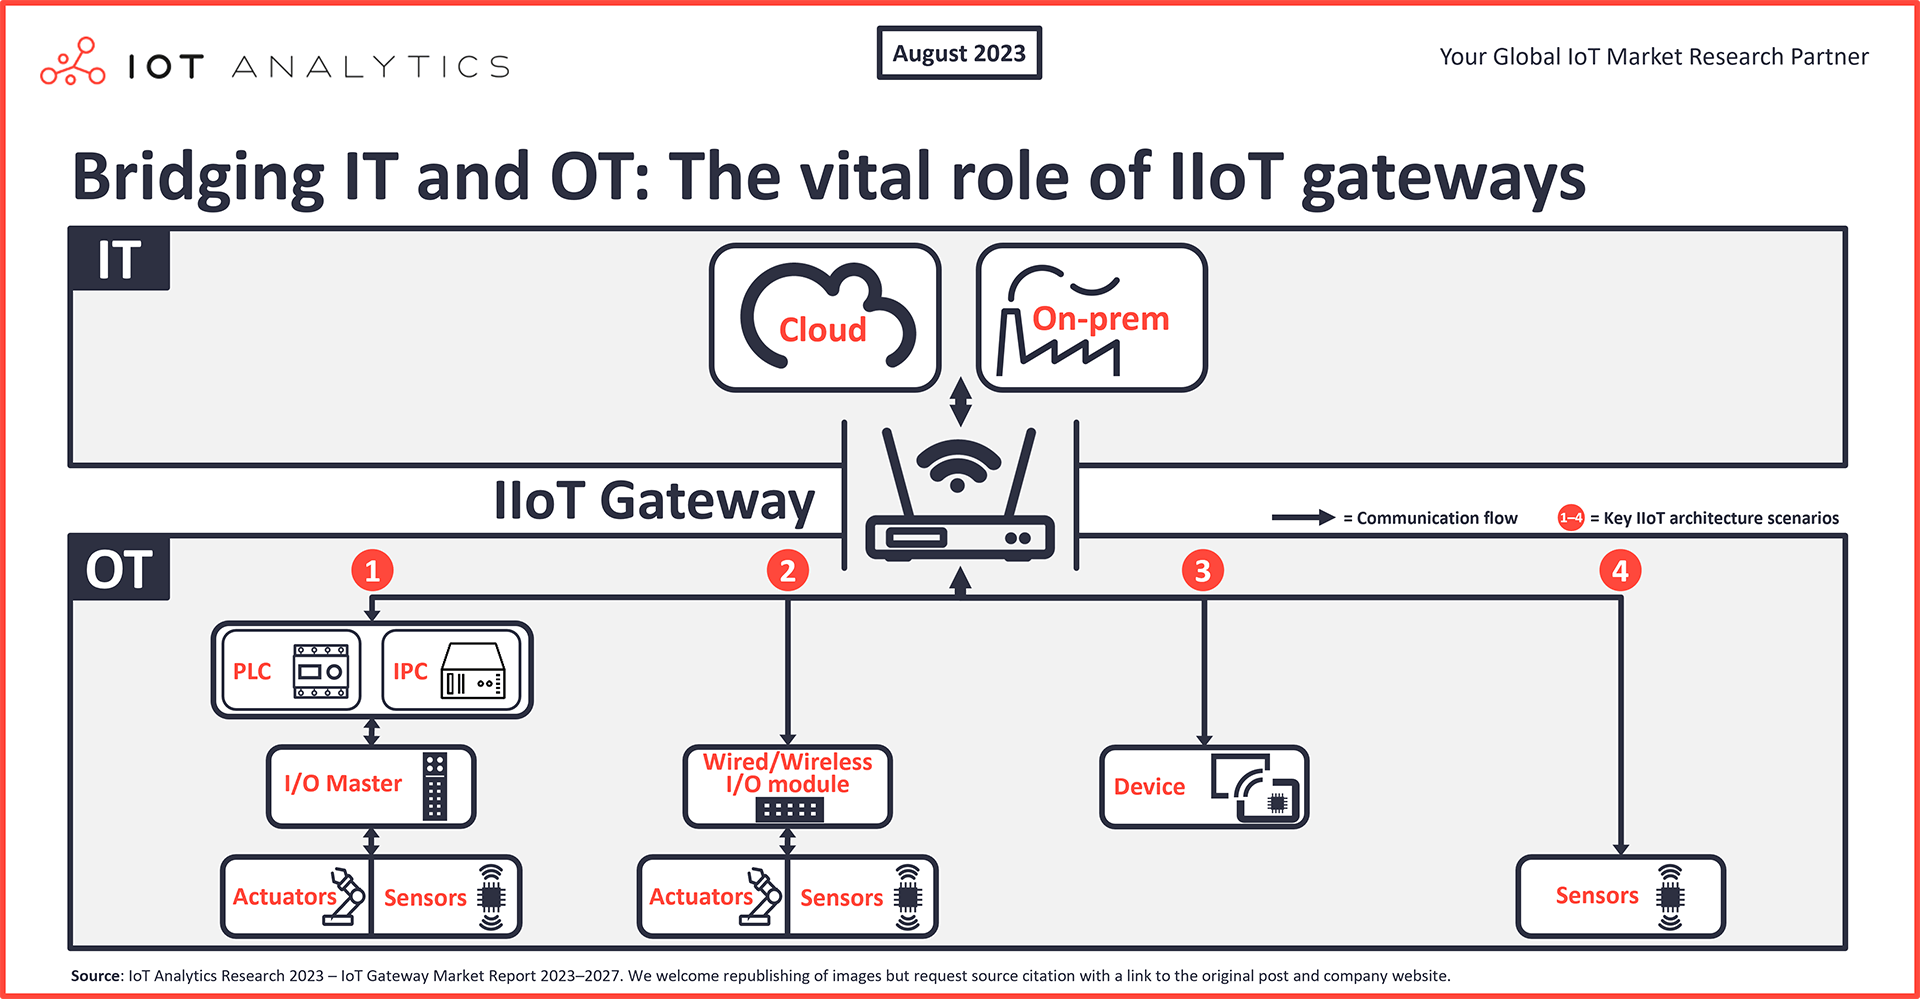 IOT ANALYTICS
August 2023
Your Global IoT Market Research Partner
Bridging IT and OT: The vital role of IIoT gateways
IT
Cloud
On-prem
IIoT Gateway
= Communication flow
1–4 = Key IIoT architecture scenarios
OT
1
2
3
4
PLC
IPC
I/O Master
Wired/Wireless
I/O module
Device
Actuators
Sensors
Actuators
Sensors
Sensors
Source: IoT Analytics Research 2023 – IoT Gateway Market Report 2023–2027. We welcome republishing of images but request source citation with a link to the original post and company website.